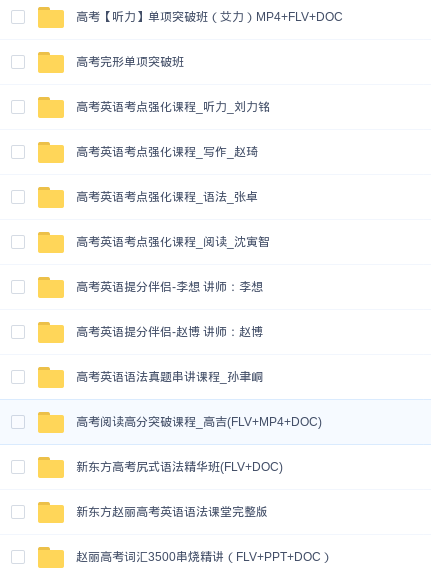 高考【听力】单项突破班（艾力）MP4+FLV+DOC
高考完形单项突破班
高考英语考点强化课程_听力_刘力铭
高考英语考点强化课程_写作_赵琦
高考英语考点强化课程_语法_张卓
高考英语考点强化课程_阅读_沈寅智
高考英语提分伴侣-李想 讲师：李想
高考英语提分伴侣-赵博 讲师：赵博
高考英语语法真题串讲课程_孙聿峒
高考阅读高分突破课程_高吉(FLV+MP4+DOC)
新东方高考尻式语法精华班(FLV+DOC)
新东方赵丽高考英语语法课堂完整版
赵丽高考词汇3500串烧精讲（FLV+PPT+DOC）